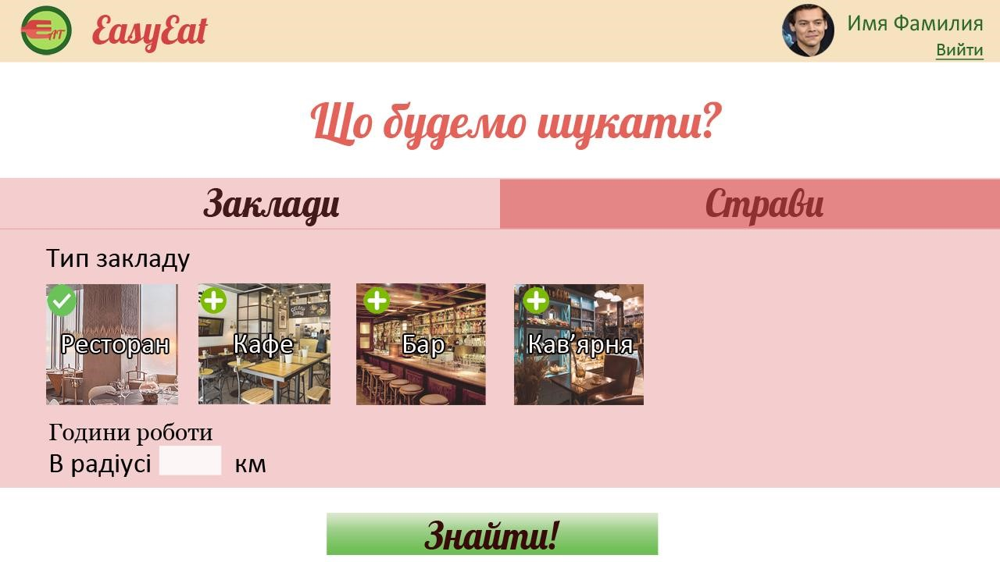 EAT
EasyEat
Имя Фамилия
Вийти
Що будемо шукати?
Заклади
Страви
Тип закладу
Ресторан
Кафе
Бар
Кав’ярня
Години роботи
В радіусі
км
Знайти!